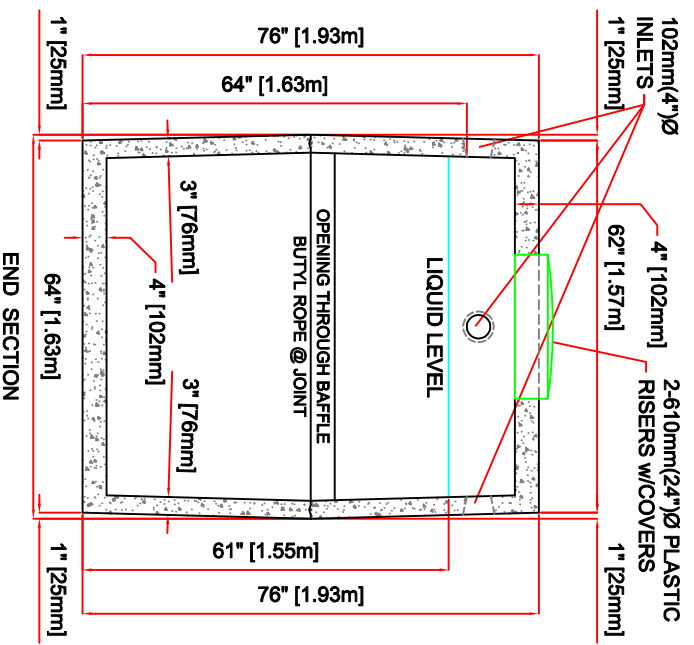 102mm(4")Ø
INLETS
1" [25mm]
76" [1.93m]
64" [1.63m]
1" [25mm]
4" [102mm]
62" [1.57m]
2-610mm(24")Ø PLASTIC
RISERS w/COVERS
1" [25mm]
LIQUID LEVEL
OPENING THROUGH BAFFLE
BUTYL ROPE @ JOINT
3" [76mm]
4" [102mm]
3" [76mm]
64" [1.63m]
61" [1.55m]
76" [1.93m]
1" [25mm]
END SECTION